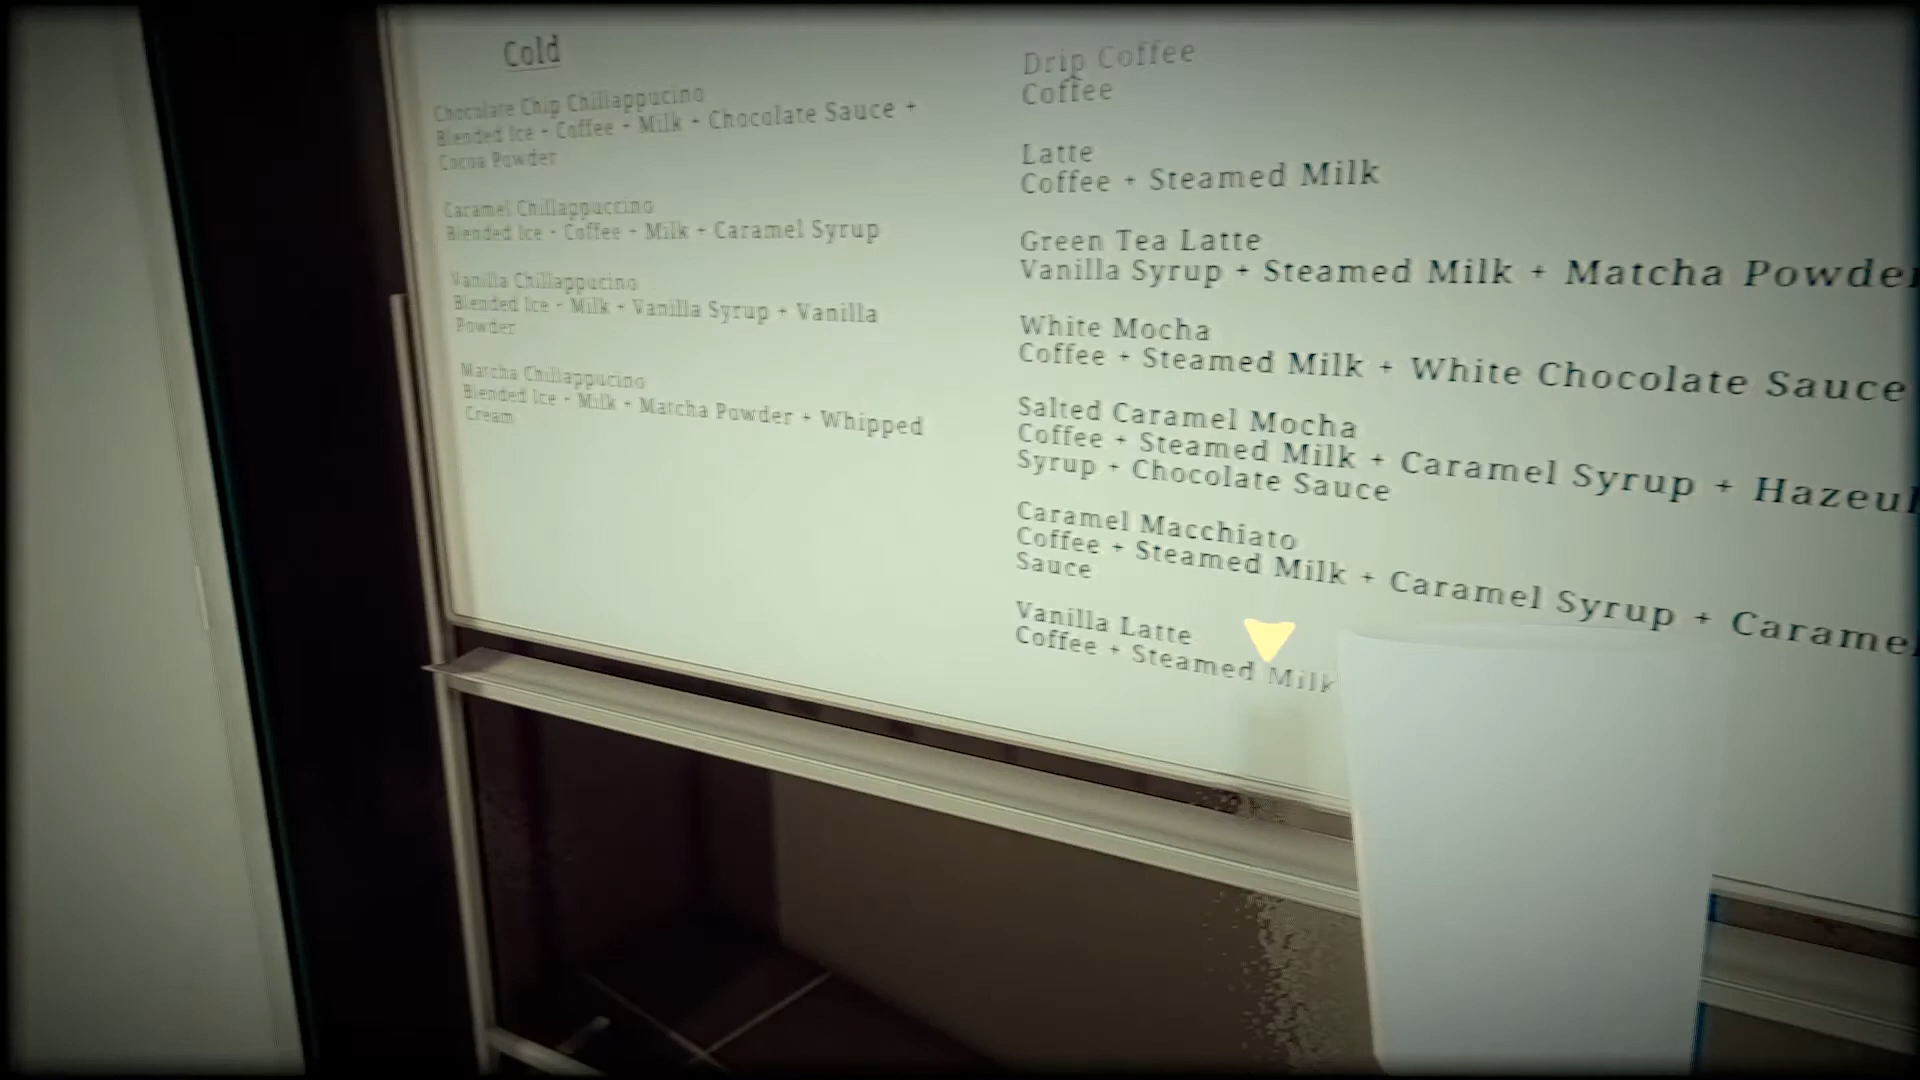 Cold
Chocolate Chip Chillappucino
Blended Ice + Coffee + Milk + Chocolate Sauce +
Cocoa Powder
Caramel Chillappuccino
Blended Ice + Coffee + Milk + Caramel Syrup
Vanilla Chillappucino
Blended Ice + Milk + Vanilla Syrup + Vanilla
Powder
Matcha Chillappucino
Blended Ice + Milk + Matcha Powder + Whipped
Cream
Drip Coffee
Coffee
Latte
Coffee + Steamed Milk
Green Tea Latte
Vanilla Syrup + Steamed Milk + Matcha Powder
White Mocha
Coffee + Steamed Milk + White Chocolate Sauce
Salted Caramel Mocha
Coffee + Steamed Milk + Caramel Syrup +
Syrup + Chocolate Sauce
Caramel Macchiato
Coffee + Steamed Milk + Caramel Syrup + Carame
Sauce
Vanilla Latte
Coffee + Steamed Milk